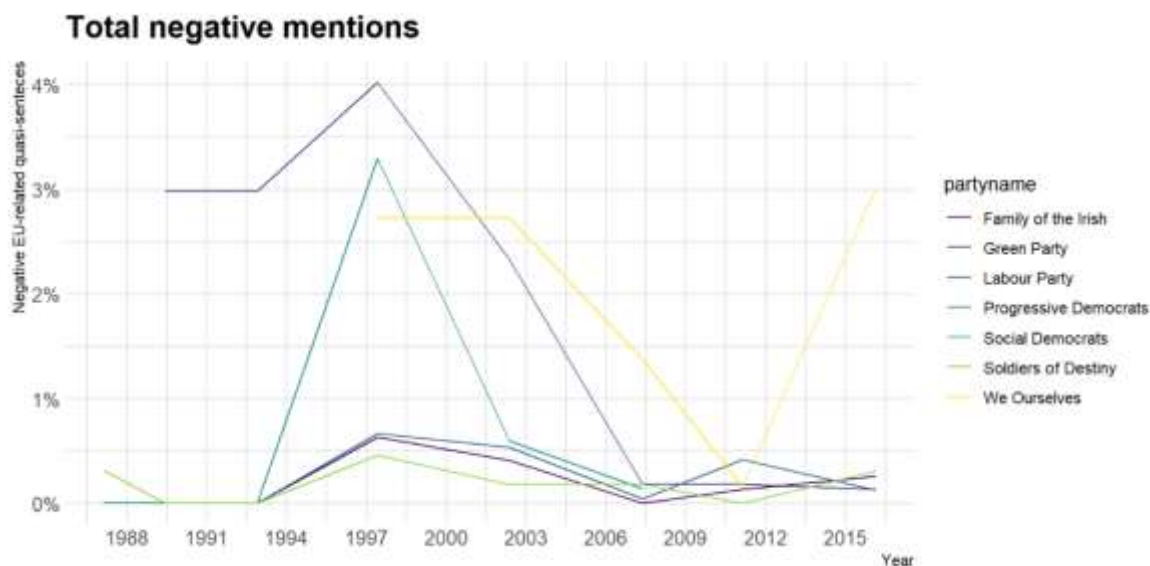 Total negative mentions
Negative EU-related quasi-senteces
4%
3%
2%
1%
0%
1988 1991 1994 1997 2000 2003 2006 2009 2012 2015
Year
partyname
Family of the Irish
Green Party
Labour Party
Progressive Democrats
Social Democrats
Soldiers of Destiny
We Ourselves